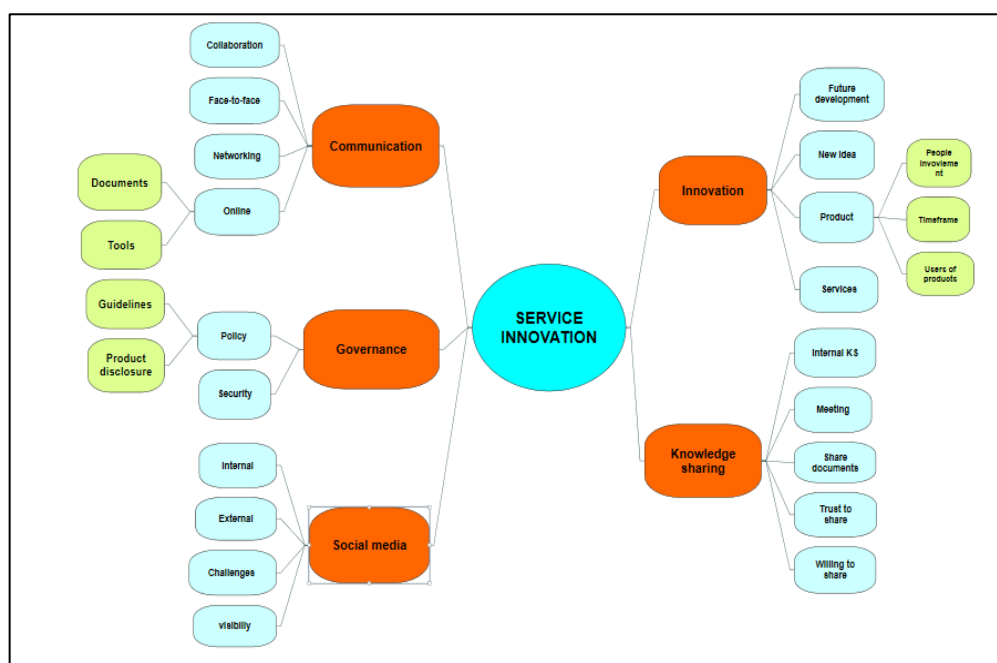 Collaboration
Face-to-face
Networking
Online
Documents
Tools
Communication
Guidelines
Product
disclosure
Policy
Security
Governance
Internal
External
Challenges
visibiliy
Social media
SERVICE
INNOVATION
Innovation
Future
development
New idea
Product
Services
People
invovleme
nt
Timeframe
Users of
products
Knowledge
sharing
Internal KS
Meeting
Share
documents
Trust to
share
Willing to
share